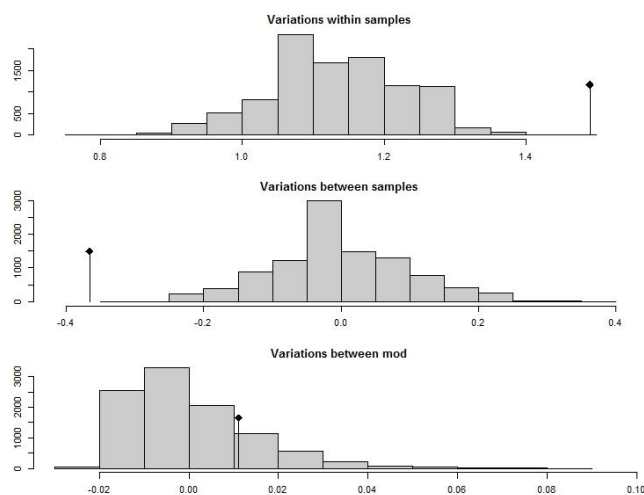 Variations within samples
1500
500
0
0.8 1.0 1.2 1.4
Variations between samples
3000
2000
1000
0
-0.4 -0.2 0.0 0.2 0.4
Variations between mod
3000
2000
1000
0
-0.02 0.00 0.02 0.04 0.06 0.08 0.10